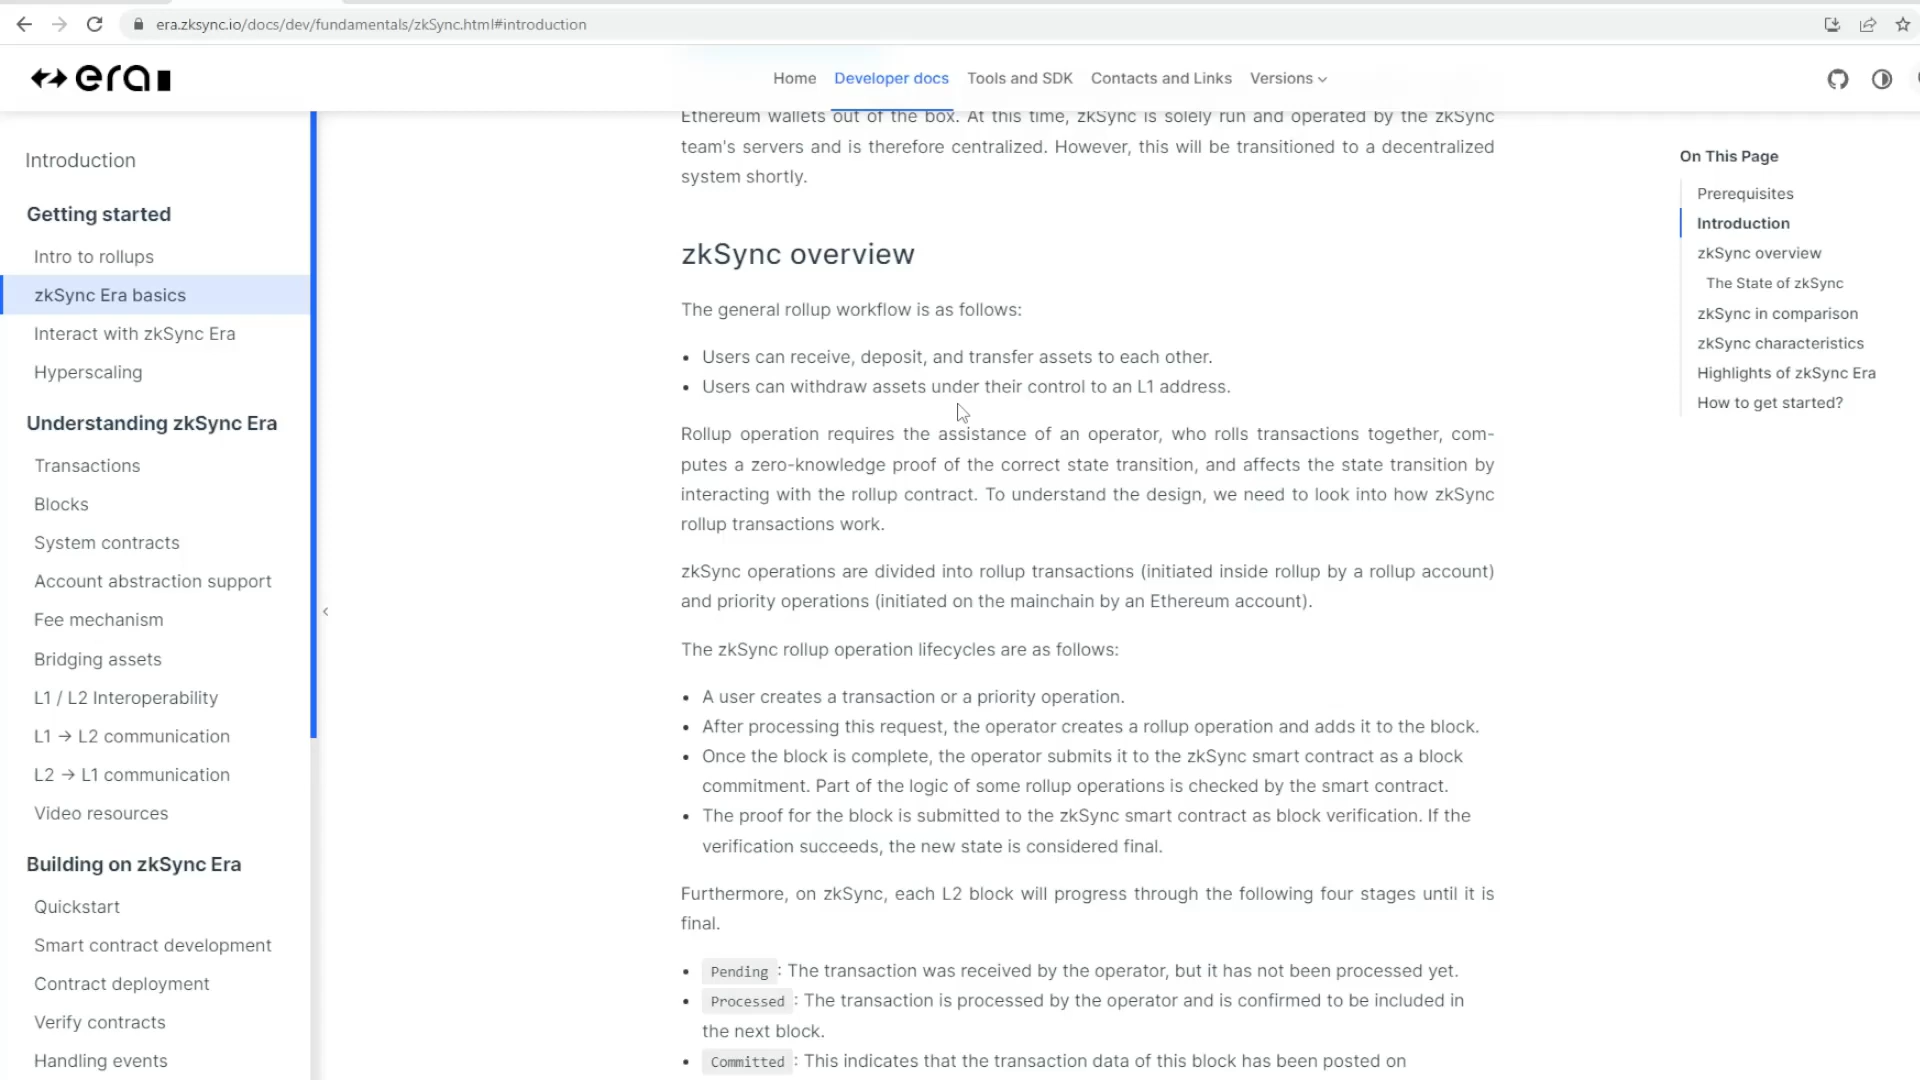 era.zksync.io/docs/dev/fundamentals/zkSync.html#introduction
era
Home
Developer docs
Tools and SDK
Contacts and Links
Versions
Introduction
Getting started
Intro to rollups
zkSync Era basics
Interact with zkSync Era
Hyperscaling
Understanding zkSync Era
Transactions
Blocks
System contracts
Account abstraction support
Fee mechanism
Bridging assets
L1 / L2 Interoperability
L1 → L2 communication
L2 → L1 communication
Video resources
Building on zkSync Era
Quickstart
Smart contract development
Contract deployment
Verify contracts
Handling events
Ethereum wallets out of the box. At this time, zkSync is solely run and operated by the zkSync
team's servers and is therefore centralized. However, this will be transitioned to a decentralized
system shortly.
zkSync overview
The general rollup workflow is as follows:
• Users can receive, deposit, and transfer assets to each other.
• Users can withdraw assets under their control to an L1 address.
Rollup operation requires the assistance of an operator, who rolls transactions together, com-
putes a zero-knowledge proof of the correct state transition, and affects the state transition by
interacting with the rollup contract. To understand the design, we need to look into how zkSync
rollup transactions work.
zkSync operations are divided into rollup transactions (initiated inside rollup by a rollup account)
and priority operations (initiated on the mainchain by an Ethereum account).
The zkSync rollup operation lifecycles are as follows:
• A user creates a transaction or a priority operation.
• After processing this request, the operator creates a rollup operation and adds it to the block.
• Once the block is complete, the operator submits it to the zkSync smart contract as a block
commitment. Part of the logic of some rollup operations is checked by the smart contract.
• The proof for the block is submitted to the zkSync smart contract as block verification. If the
verification succeeds, the new state is considered final.
Furthermore, on zkSync, each L2 block will progress through the following four stages until it is
final.
• Pending : The transaction was received by the operator, but it has not been processed yet.
• Processed : The transaction is processed by the operator and is confirmed to be included in
the next block.
• Committed : This indicates that the transaction data of this block has been posted on
On This Page
Prerequisites
Introduction
zkSync overview
The State of zkSync
zkSync in comparison
zkSync characteristics
Highlights of zkSync Era
How to get started?